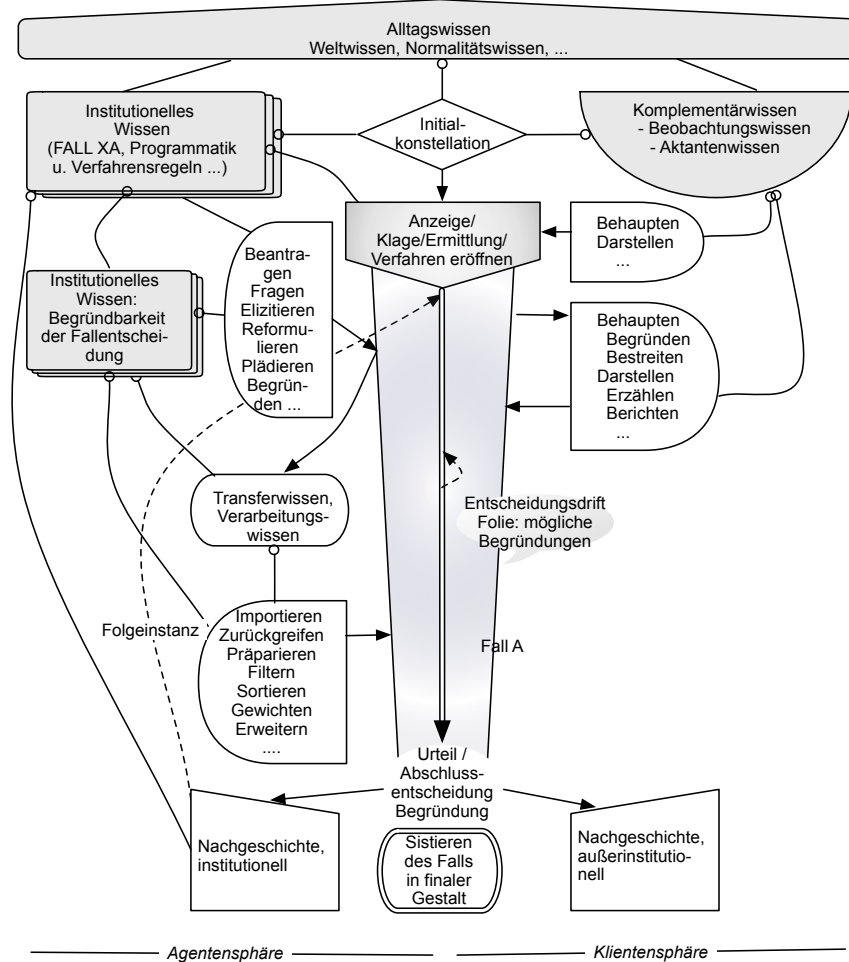 Alltagswissen
Weltwissen, Normalitätswissen, ...
Institutionelles
Wissen
(FALL XA, Programmatik
u. Verfahrensregeln ...)
Initial-
konstellation
Komplementärwissen
- Beobachtungswissen
- Aktantenwissen
Anzeige/
Klage/Ermittlung/
Verfahren eröffnen
Behaupten
Darstellen
...
Institutionelles
Wissen:
Begründbarkeit
der Fallentschei-
dung
Beantra-
gen
Fragen
Elizitieren
Reformu-
lieren
Plädieren
Begrün-
den ...
Behaupten
Begründen
Bestreiten
Darstellen
Erzählen
Berichten
...
Transferwissen,
Verarbeitungs-
wissen
Entscheidungsdrift
Folie: mögliche
Begründungen
Folgeinstanz
Importieren
Zurückgreifen
Präparieren
Filtern
Sortieren
Gewichten
Erweitern
....
Fall A
Urteil /
Abschluss-
entscheidung
Begründung
Nachgeschichte,
institutionell
Sistieren
des Falls
in finaler
Gestalt
Nachgeschichte,
außerinstitutio-
nell
Agentensphäre
Klientensphäre